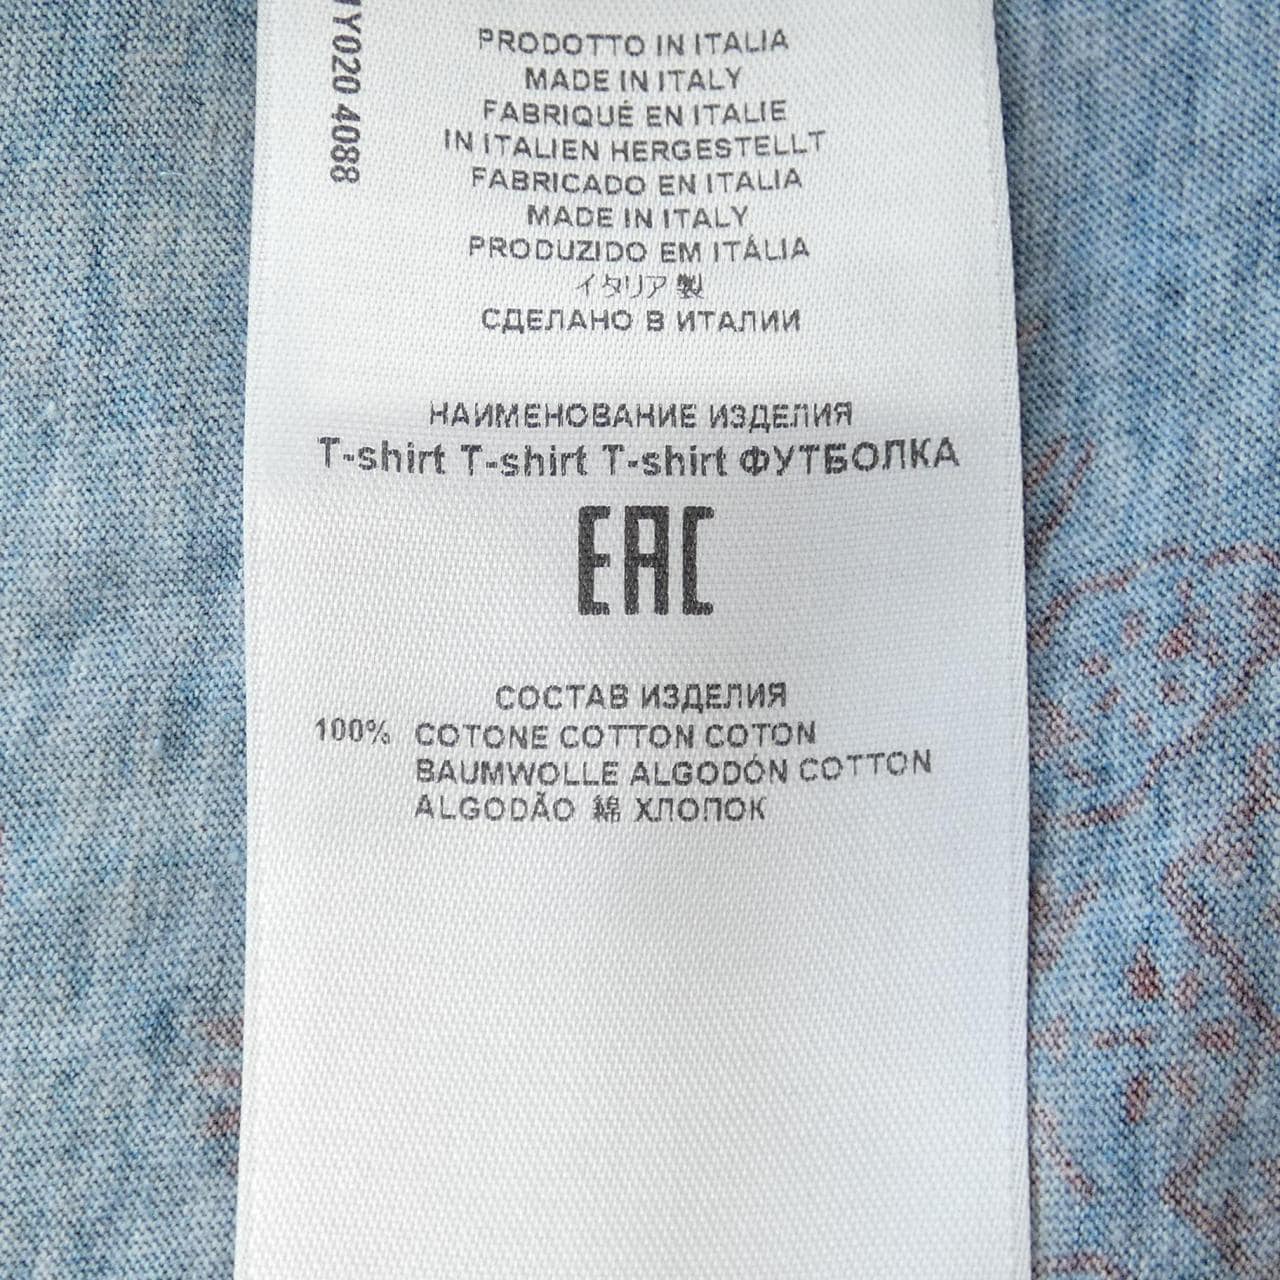 Y020 4088
PRODOTTO IN ITALIA
MADE IN ITALY
FABRIQUÉ EN ITALIE
IN ITALIEN HERGESTELLT
FABRICADO EN ITALIA
MADE IN ITALY
PRODUZIDO EM ITÁLIA
イタリア製
СДЕЛАНО В ИТАЛИИ
НАИМЕНОВАНИЕ ИЗДЕЛИЯ
T-shirt T-shirt T-shirt ФУТБОЛКА
EAC
СОСТАВ ИЗДЕЛИЯ
100% COTONE COTTON COTON
BAUMWOLLE ALGODÓN COTTON
ALGODÃO 綿 ХЛОПОК